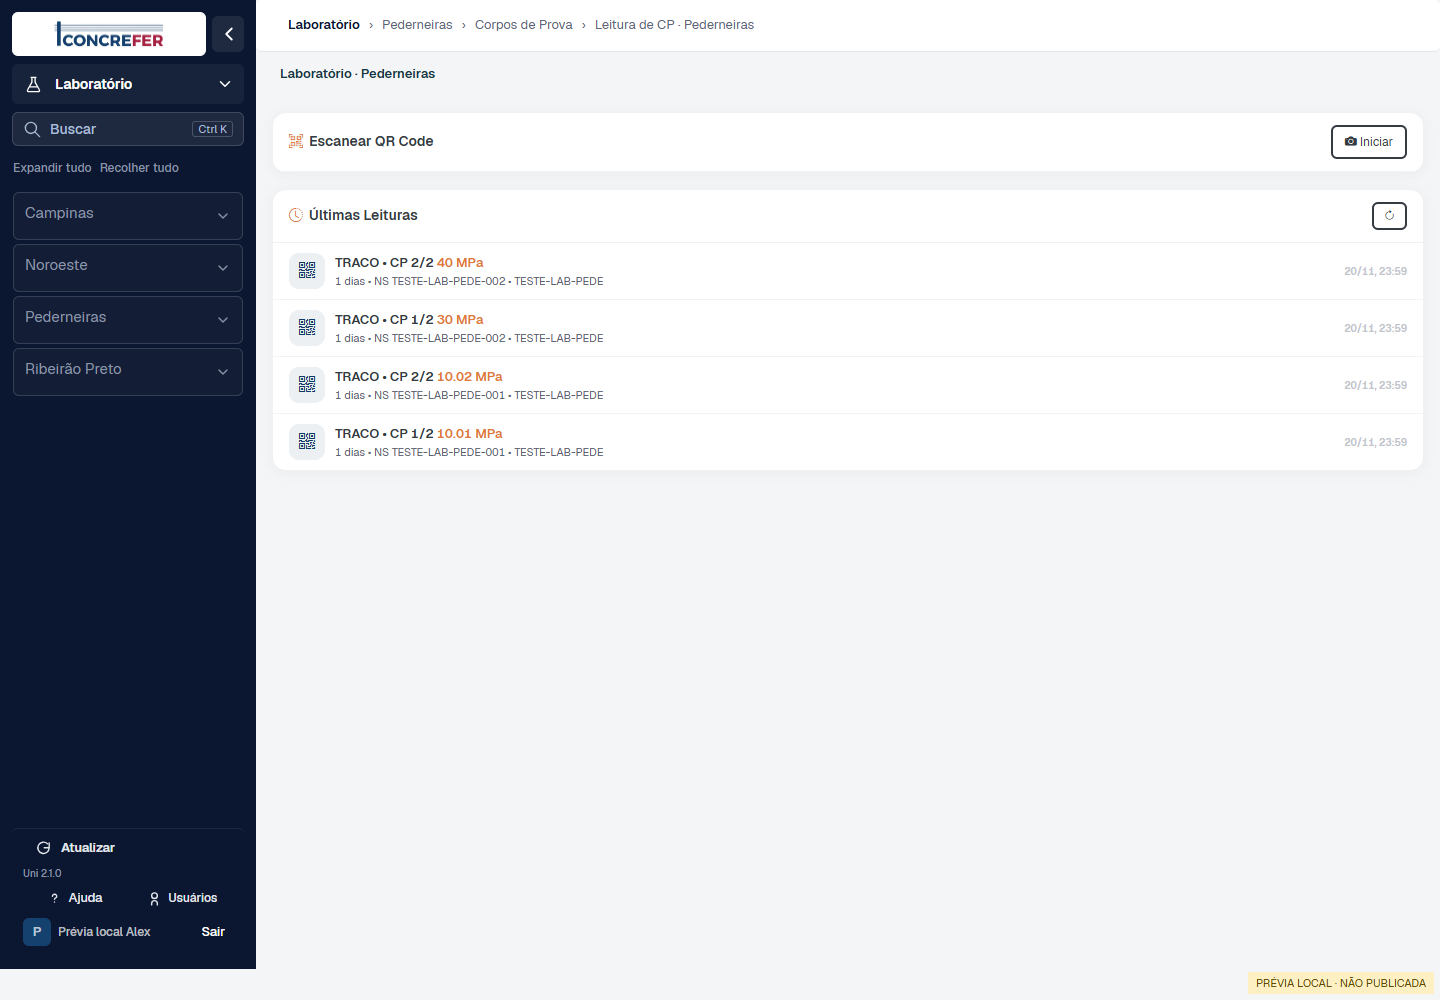 CONCREFER
Laboratório
Buscar Ctrl K
Expandir tudo Recolher tudo
Campinas
Noroeste
Pederneiras
Ribeirão Preto
Atualizar
Uni 2.1.0
? Ajuda Usuários
P Prévia local Alex Sair
Laboratório › Pederneiras › Corpos de Prova › Leitura de CP · Pederneiras
Laboratório · Pederneiras
Escanear QR Code Iniciar
Últimas Leituras
TRACO • CP 2/2 40 MPa
1 dias • NS TESTE-LAB-PEDE-002 • TESTE-LAB-PEDE
20/11, 23:59
TRACO • CP 1/2 30 MPa
1 dias • NS TESTE-LAB-PEDE-002 • TESTE-LAB-PEDE
20/11, 23:59
TRACO • CP 2/2 10.02 MPa
1 dias • NS TESTE-LAB-PEDE-001 • TESTE-LAB-PEDE
20/11, 23:59
TRACO • CP 1/2 10.01 MPa
1 dias • NS TESTE-LAB-PEDE-001 • TESTE-LAB-PEDE
20/11, 23:59
PRÉVIA LOCAL · NÃO PUBLICADA